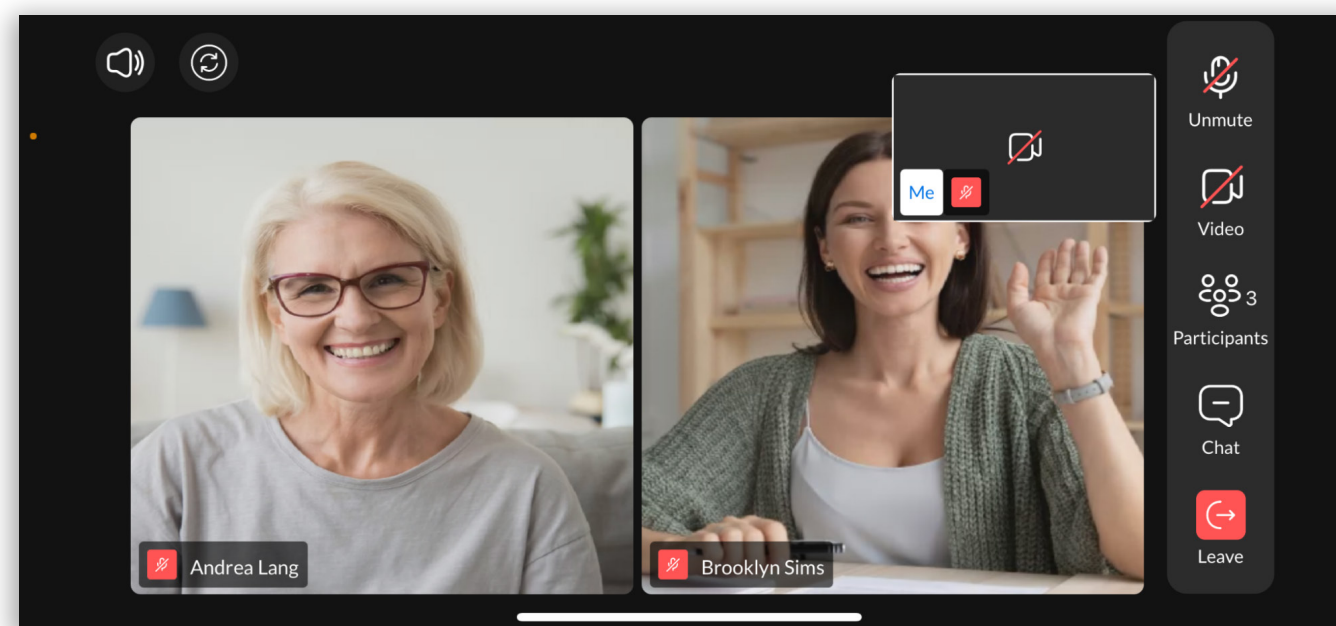 Me
Andrea Lang
Brooklyn Sims
Unmute
Video
3
Participants
Chat
Leave